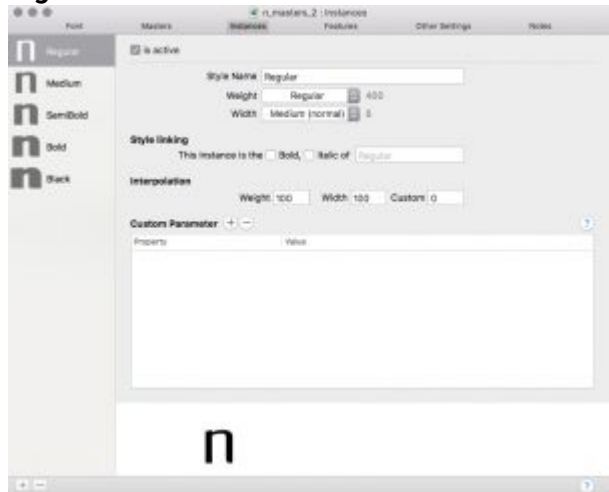 n_masters_2 : Instances
Font Masters Instances Features Other Settings Notes
n Regular
n Medium
n SemiBold
n Bold
n Black
is active
Style Name Regular
Weight Regular 400
Width Medium (normal) 5
Style linking
This instance is the Bold, Italic of Regular
Interpolation
Weight 100 Width 100 Custom 0
Custom Parameter + −
Property Value
?
n
+ −
?